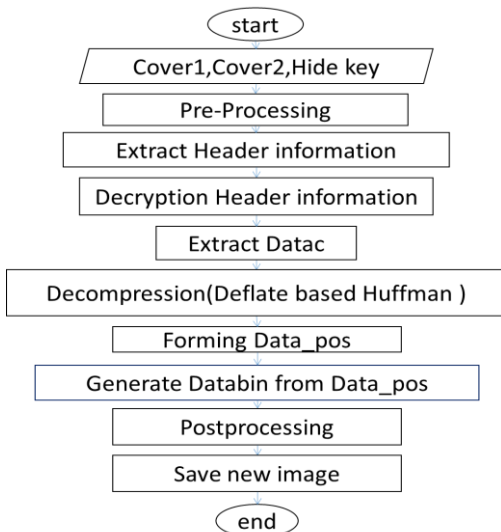 start
Cover1,Cover2,Hide key
Pre-Processing
Extract Header information
Decryption Header information
Extract Datac
Decompression(Deflate based Huffman )
Forming Data_pos
Generate Databin from Data_pos
Postprocessing
Save new image
end